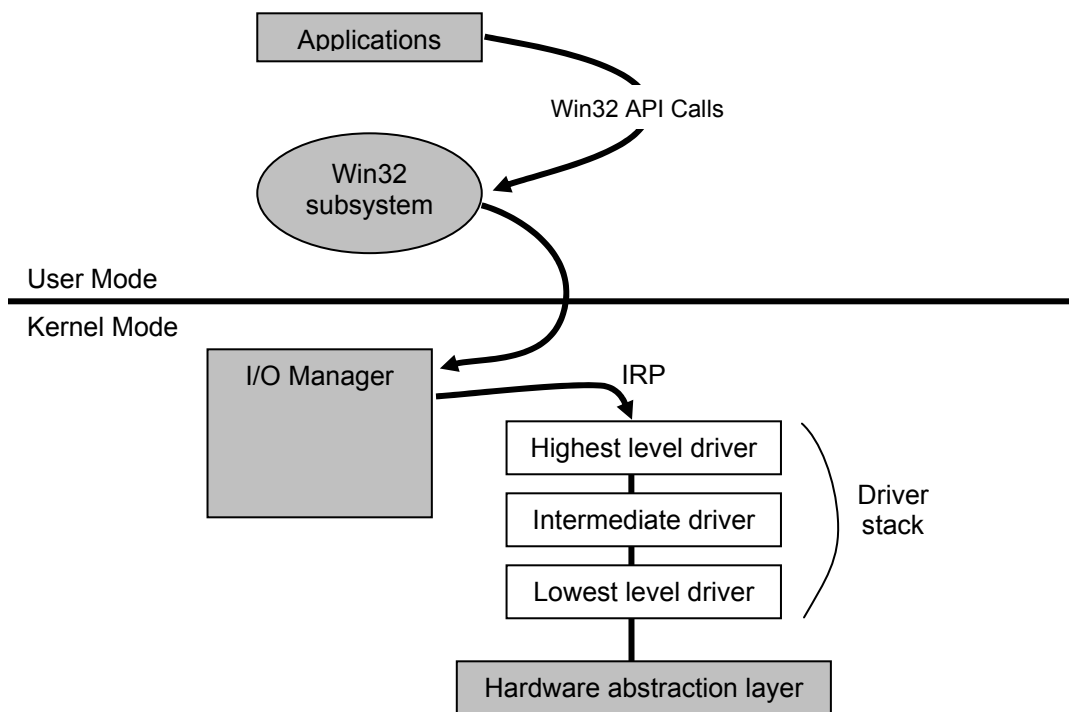 Applications
Win32 API Calls
Win32
subsystem
User Mode
Kernel Mode
I/O Manager
IRP
Highest level driver
Intermediate driver
Lowest level driver
Driver
stack
Hardware abstraction layer